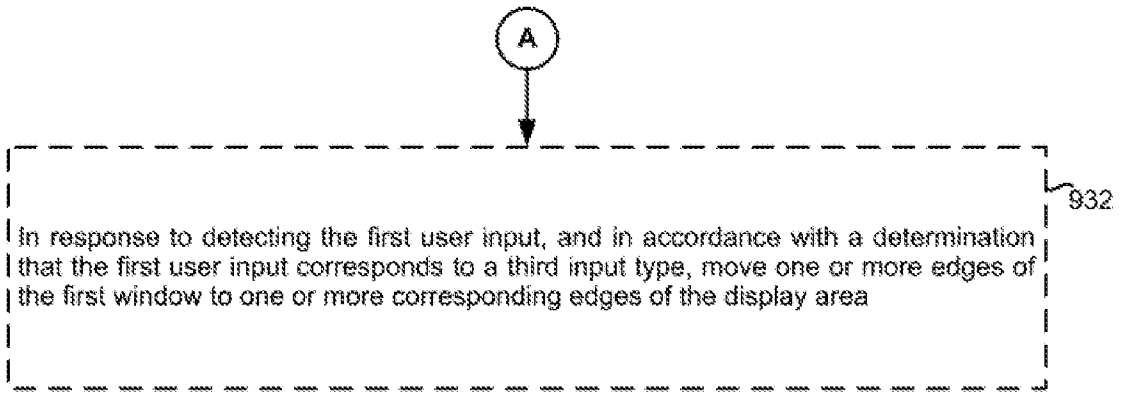 A
932
In response to detecting the first user input, and in accordance with a determination
that the first user input corresponds to a third input type, move one or more edges of
the first window to one or more corresponding edges of the display area